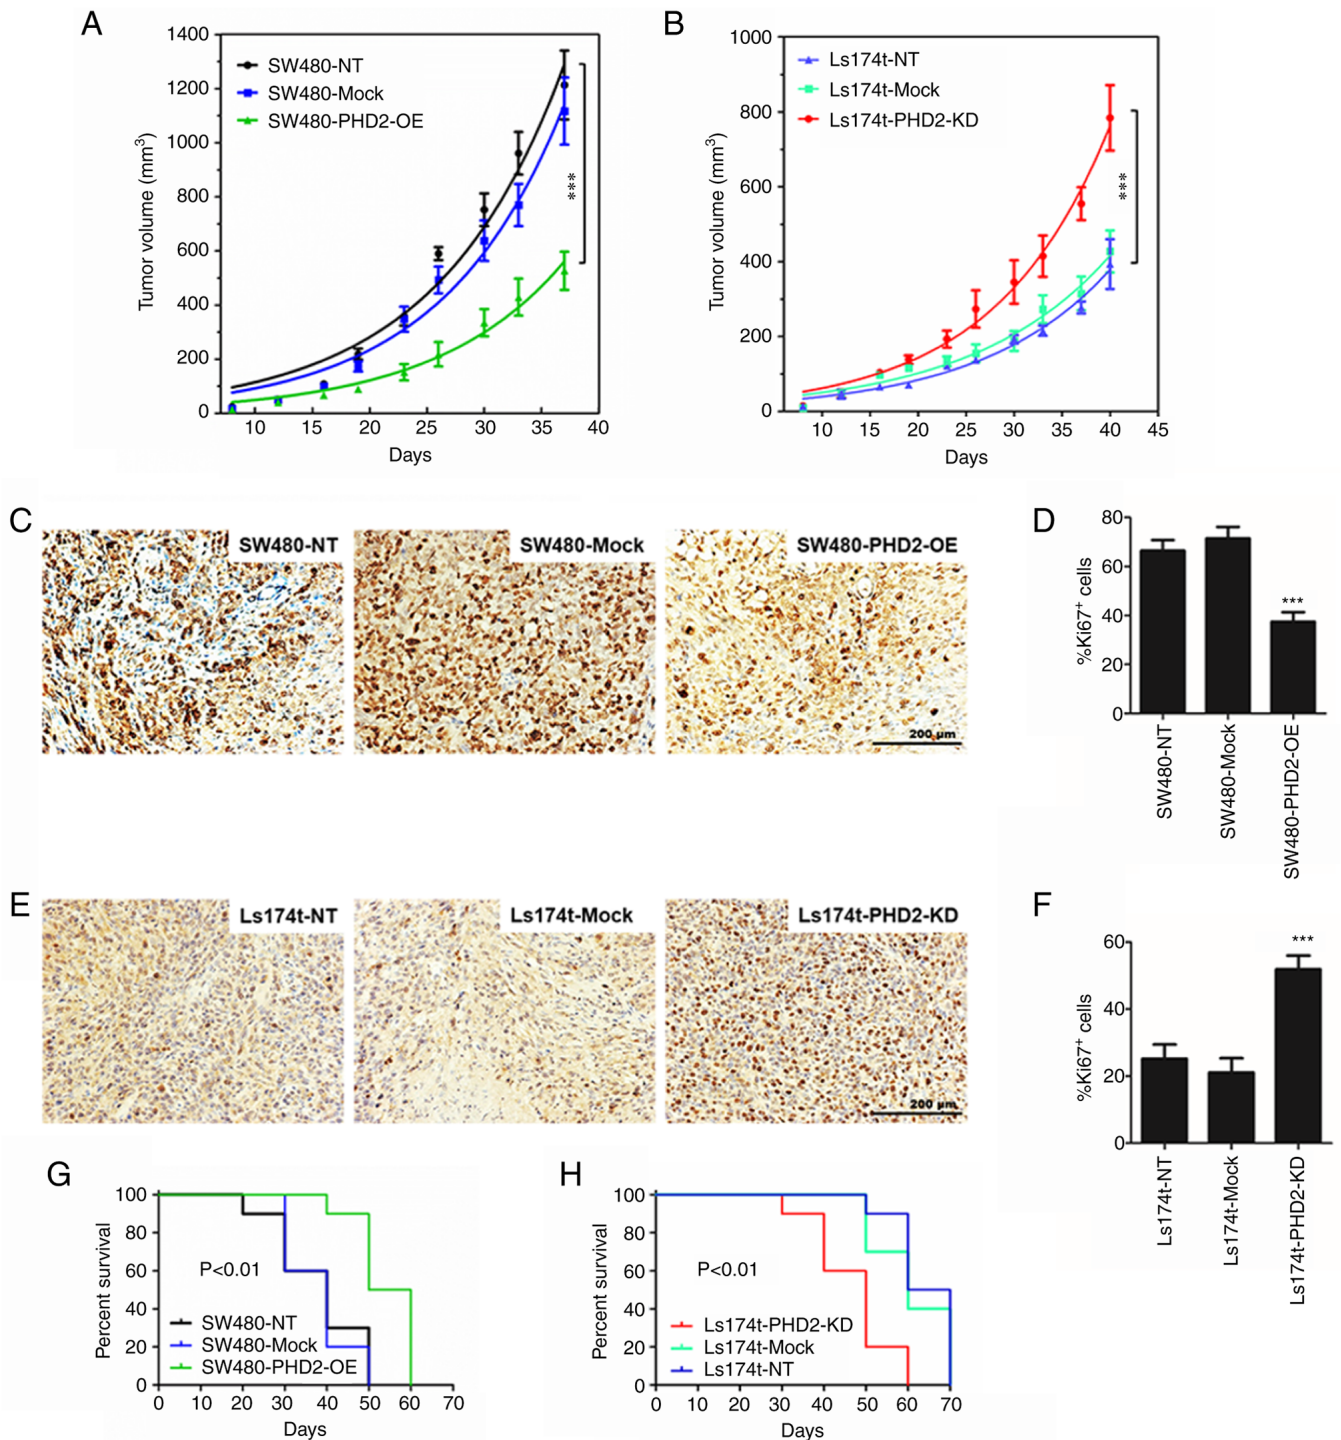 A
1400
1200
1000
800
600
400
200
0
10
15
20
25
30
35
40
Tumor volume (mm³)
Days
SW480-NT
SW480-Mock
SW480-PHD2-OE
***
B
1000
800
600
400
200
0
10
15
20
25
30
35
40
45
Tumor volume (mm³)
Days
Ls174t-NT
Ls174t-Mock
Ls174t-PHD2-KD
***
C
SW480-NT
SW480-Mock
SW480-PHD2-OE
200 µm
D
80
60
40
20
0
%Ki67⁺ cells
***
SW480-NT
SW480-Mock
SW480-PHD2-OE
E
Ls174t-NT
Ls174t-Mock
Ls174t-PHD2-KD
200 µm
F
60
40
20
0
%Ki67⁺ cells
***
Ls174t-NT
Ls174t-Mock
Ls174t-PHD2-KD
G
100
80
60
40
20
0
0 10 20 30 40 50 60 70
Percent survival
Days
P<0.01
SW480-NT
SW480-Mock
SW480-PHD2-OE
H
100
80
60
40
20
0
0 10 20 30 40 50 60 70
Percent survival
Days
P<0.01
Ls174t-PHD2-KD
Ls174t-Mock
Ls174t-NT